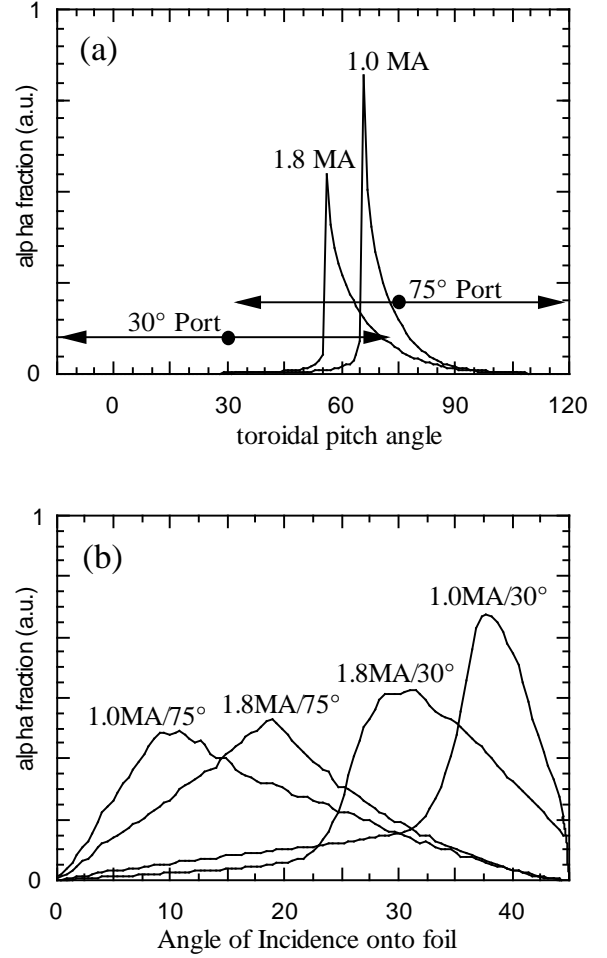 1
(a)
1.0 MA
1.8 MA
75° Port
30° Port
alpha fraction (a.u.)
0
0 30 60 90 120
toroidal pitch angle
1
(b)
1.0MA/30°
1.8MA/30°
1.0MA/75° 1.8MA/75°
alpha fraction (a.u.)
0
0 10 20 30 40
Angle of Incidence onto foil